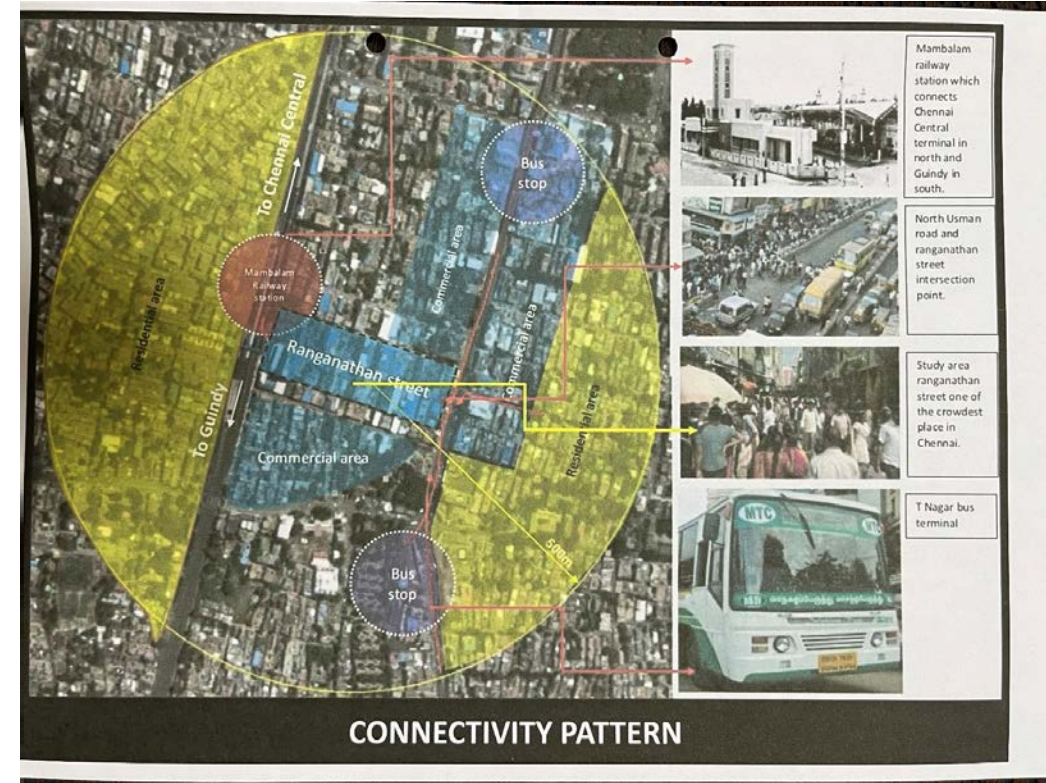 To Chennai Central
Bus
stop
Mambalam
Railway
station
Residential area
Commercial area
Commercial area
Ranganathan street
To Guindy
Commercial area
Residential area
500m
Bus
stop
Mambalam
railway
station which
connects
Chennai
Central
terminal in
north and
Guindy in
south.
North Usman
road and
ranganathan
street
intersection
point.
Study area
ranganathan
street one of
the crowdest
place in
Chennai.
MTC
MTC
T Nagar bus
terminal
CONNECTIVITY PATTERN